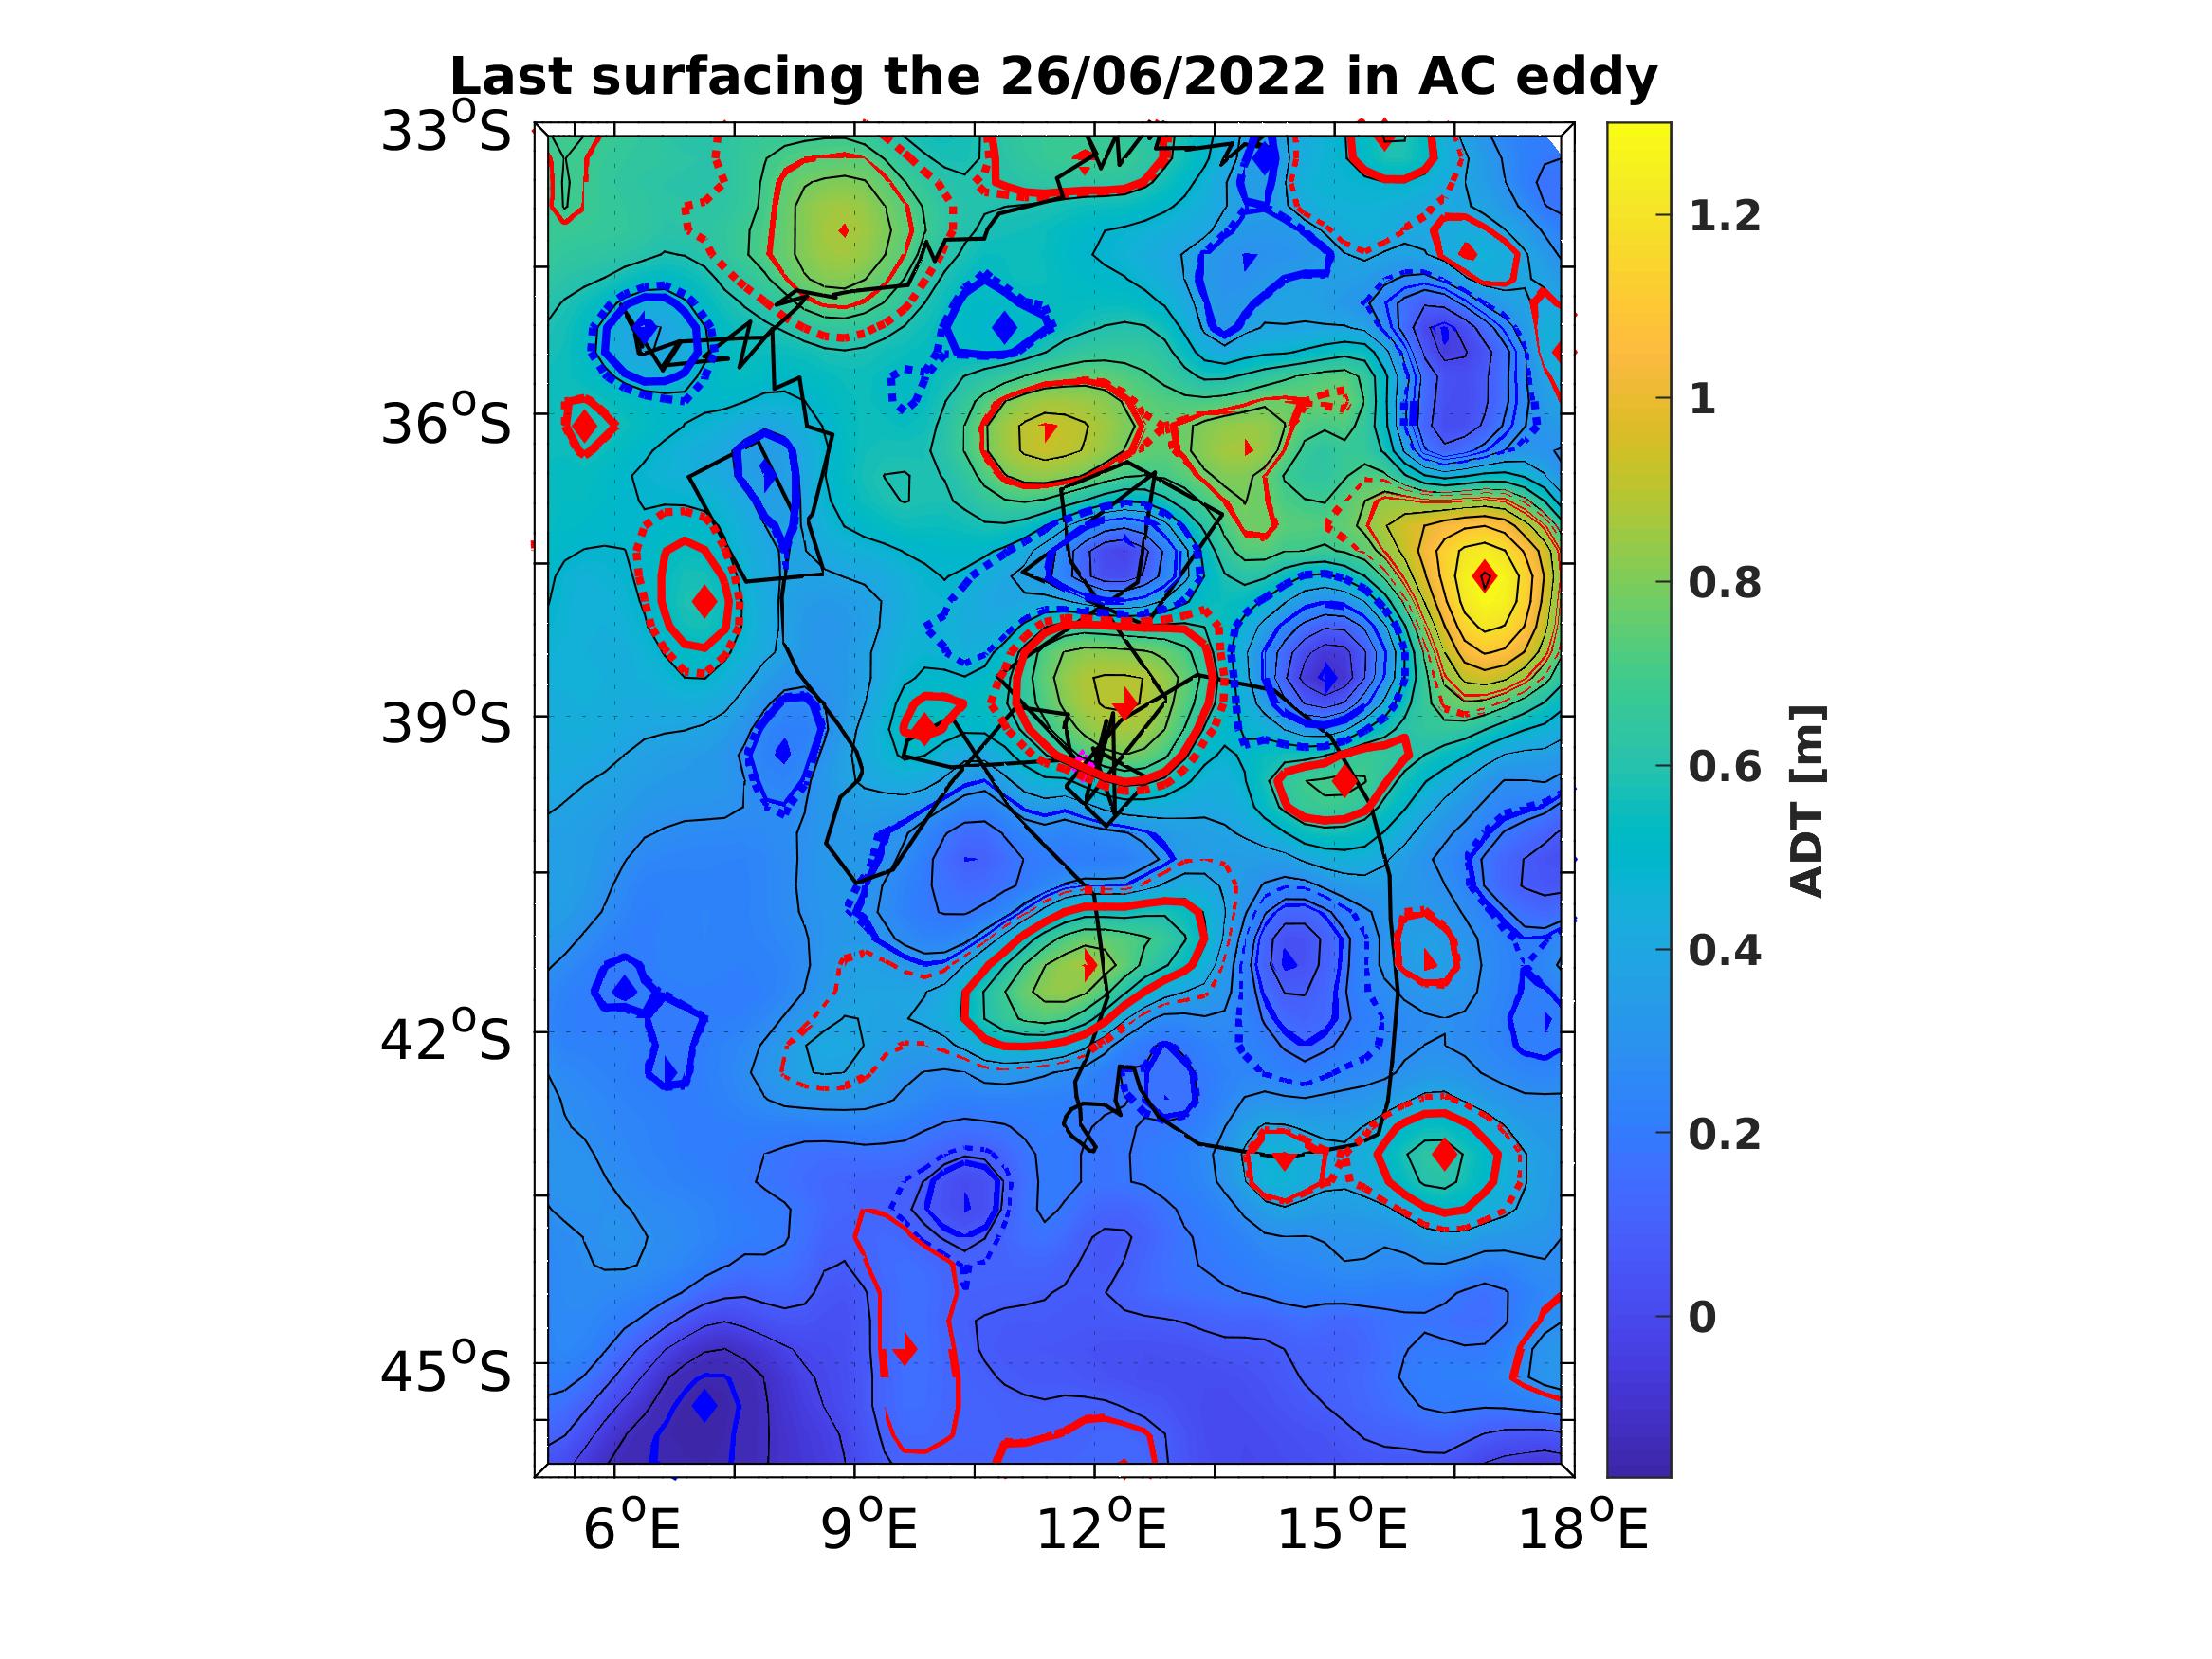 Last surfacing the 26/06/2022 in AC eddy
33°S
36°S
39°S
42°S
45°S
6°E 9°E 12°E 15°E 18°E
1.2
1
0.8
0.6
0.4
0.2
0
ADT [m]